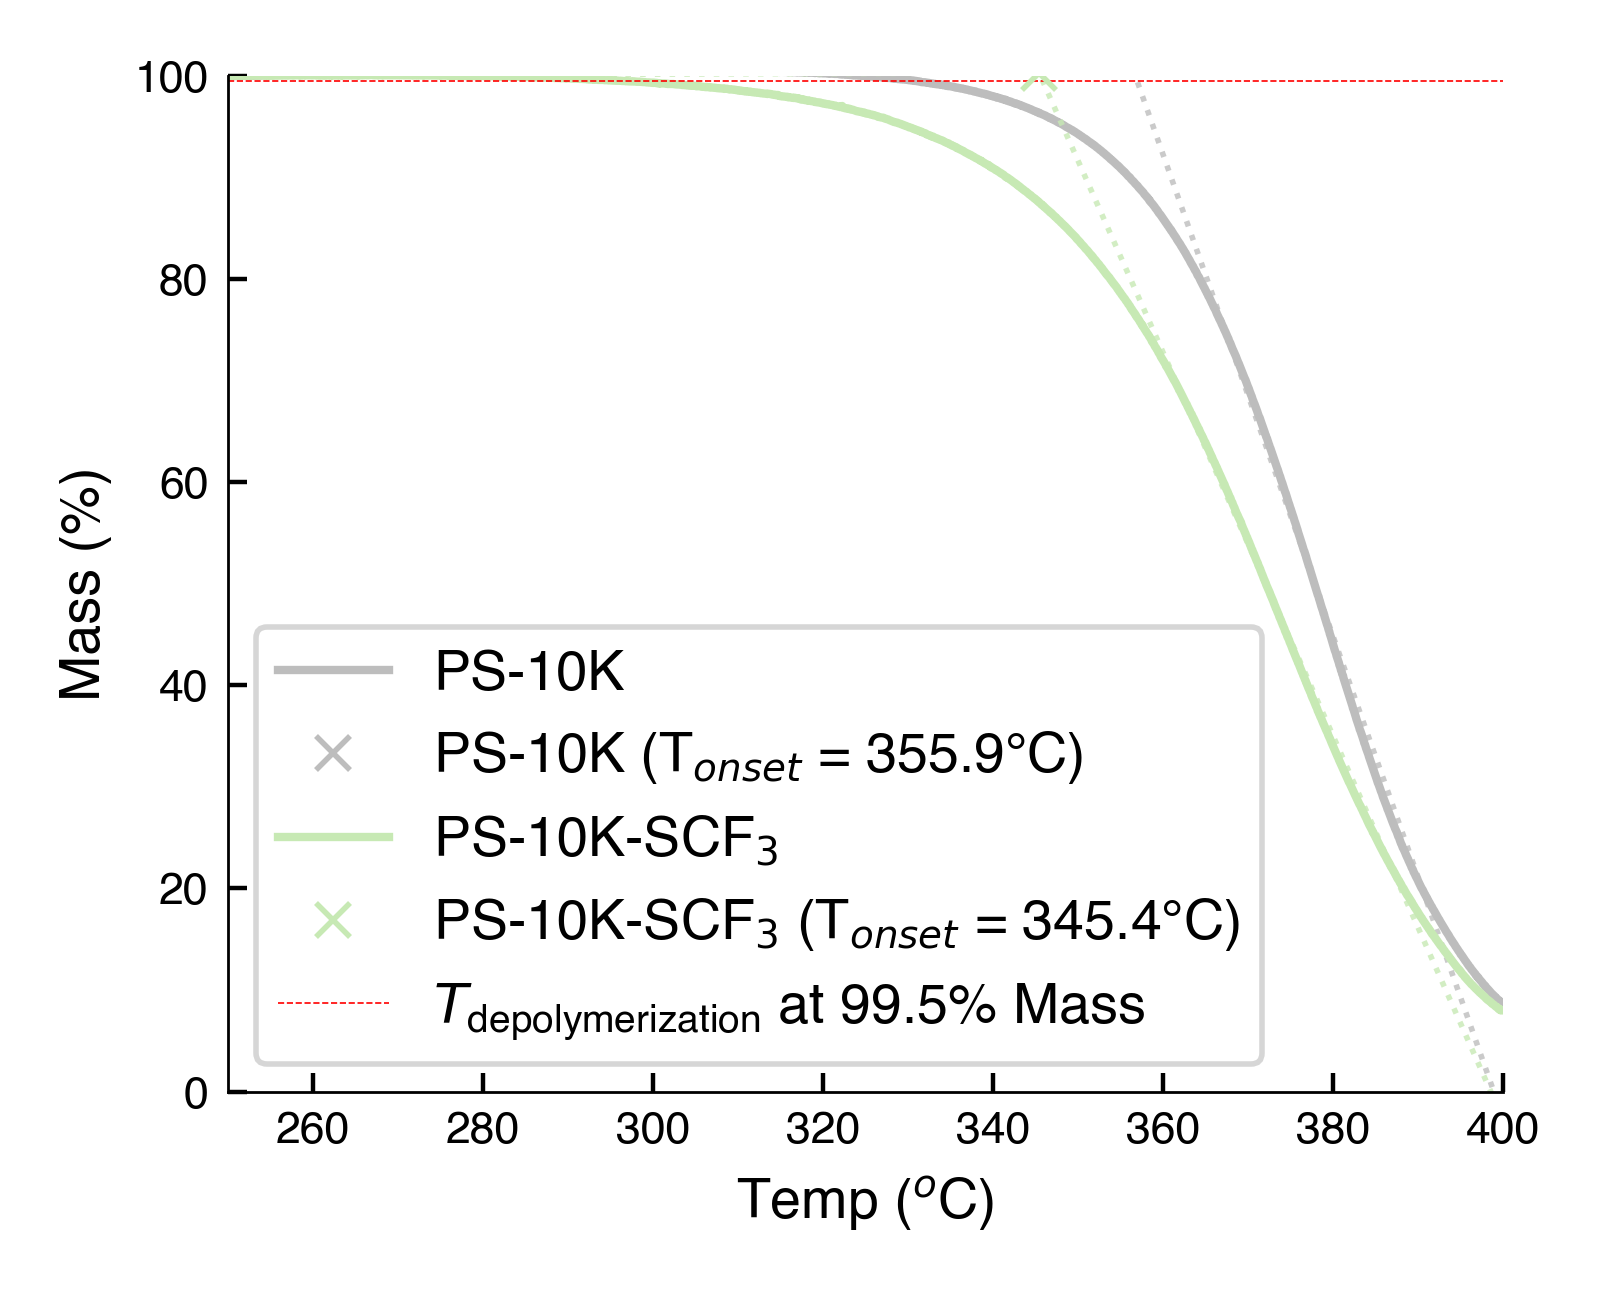 100
80
60
40
20
0
Mass (%)
PS-10K
PS-10K (T_onset = 355.9°C)
PS-10K-SCF₃
PS-10K-SCF₃ (T_onset = 345.4°C)
T_depolymerization at 99.5% Mass
260 280 300 320 340 360 380 400
Temp (°C)